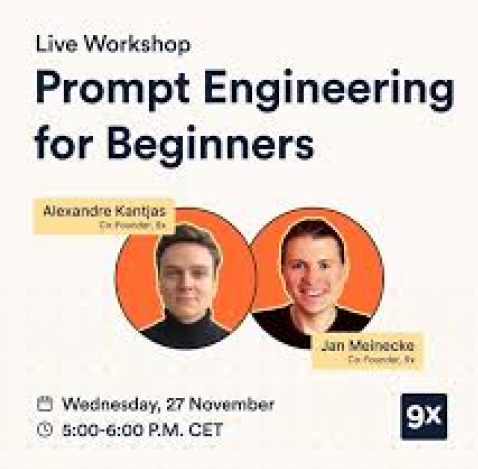 Live Workshop
Prompt Engineering
for Beginners
Alexandre Kantjas
Co-Founder, 9x
Jan Meinecke
Co-Founder, 9x
Wednesday, 27 November
5:00-6:00 P.M. CET
9x